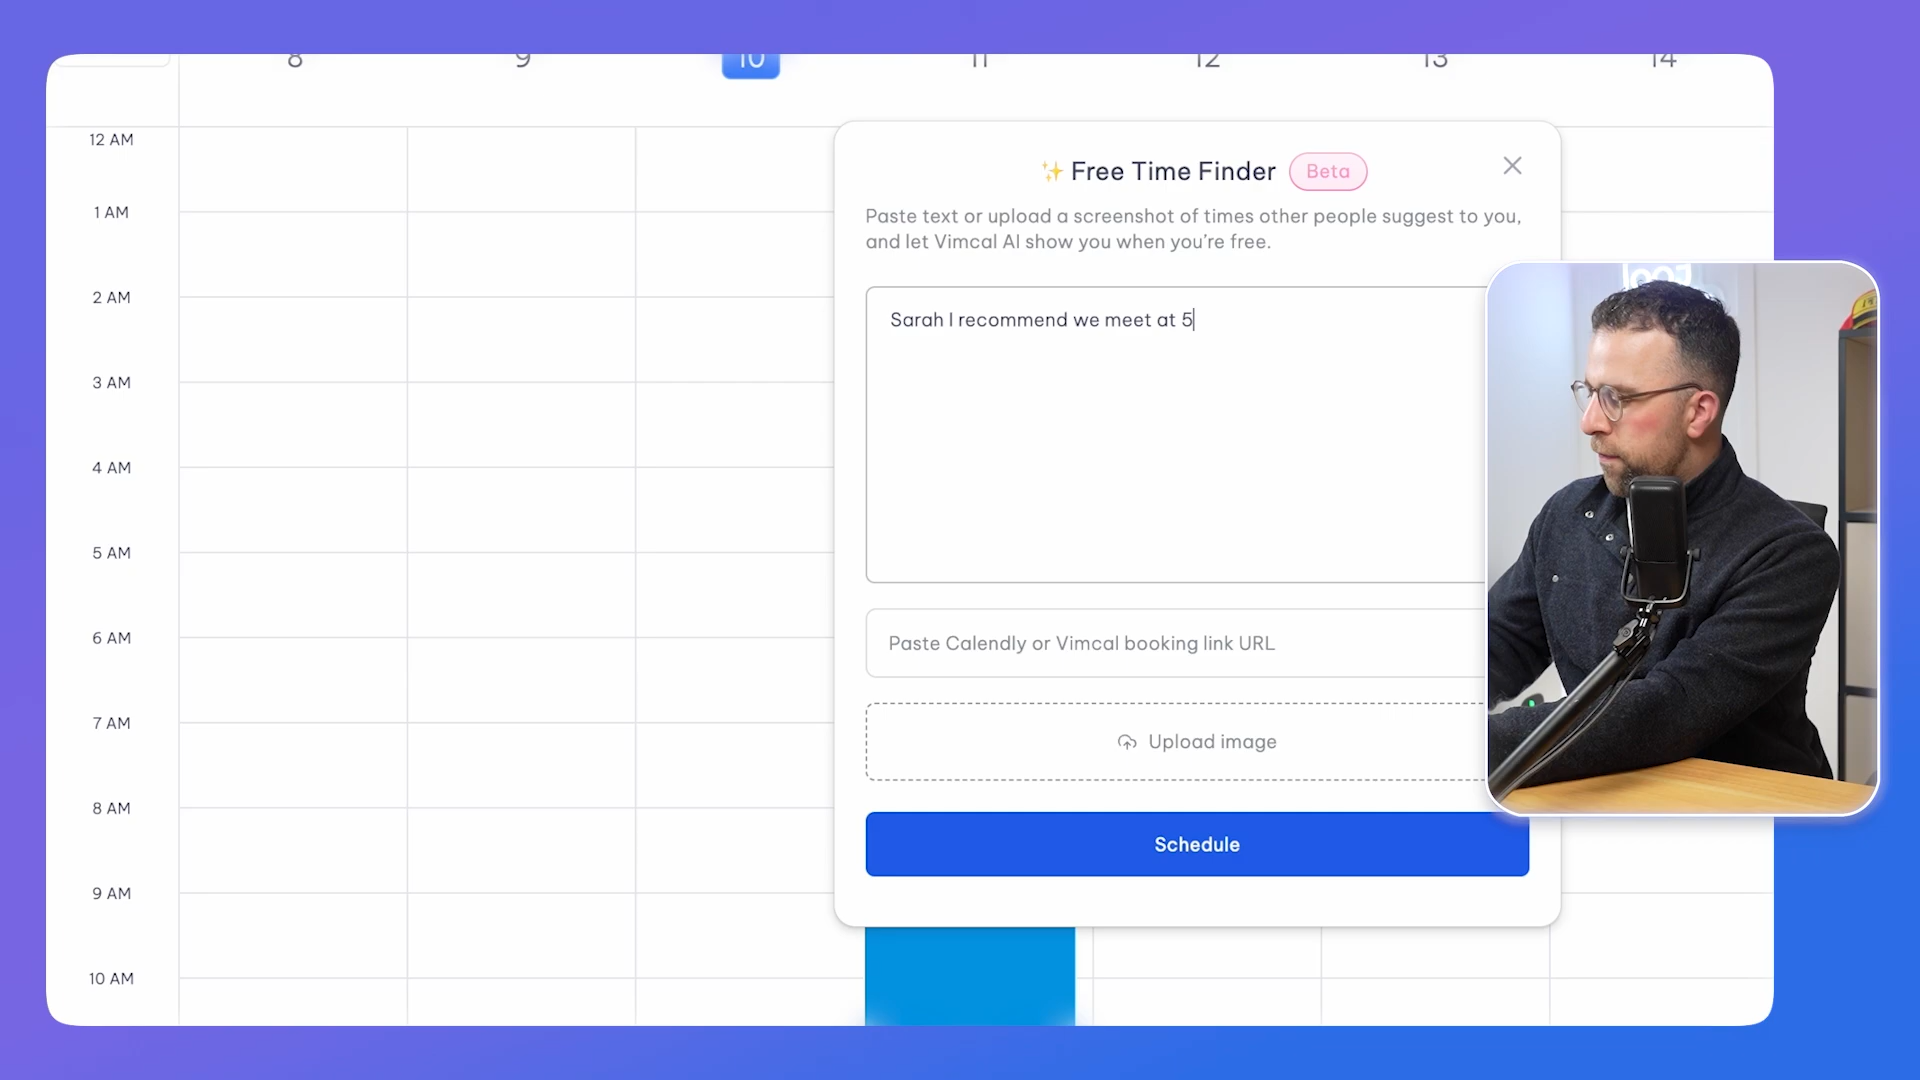 8 9 10 11 12 13 14
12 AM
1 AM
2 AM
3 AM
4 AM
5 AM
6 AM
7 AM
8 AM
9 AM
10 AM
✨ Free Time Finder Beta
Paste text or upload a screenshot of times other people suggest to you,
and let Vimcal AI show you when you’re free.
Sarah I recommend we meet at 5
Paste Calendly or Vimcal booking link URL
Upload image
Schedule